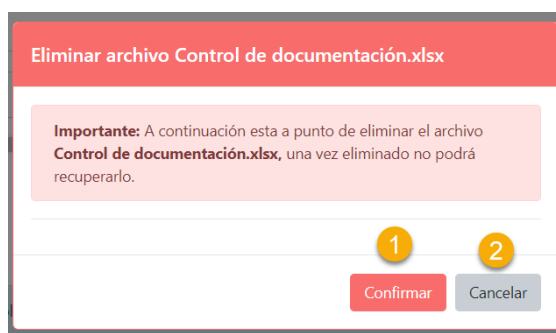 Eliminar archivo Control de documentación.xlsx
Importante: A continuación esta a punto de eliminar el archivo
Control de documentación.xlsx, una vez eliminado no podrá
recuperarlo.
1
2
Confirmar
Cancelar